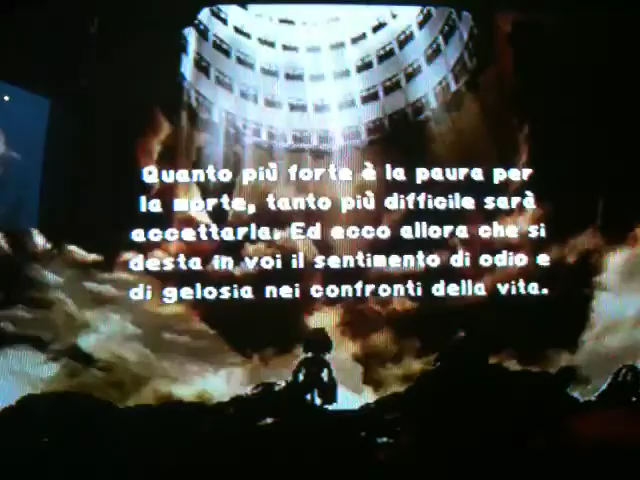 Quanto più forte è la paura per
la morte, tanto più difficile sarà
accettarla. Ed ecco allora che si
desta in voi il sentimento di odio e
di gelosia nei confronti della vita.